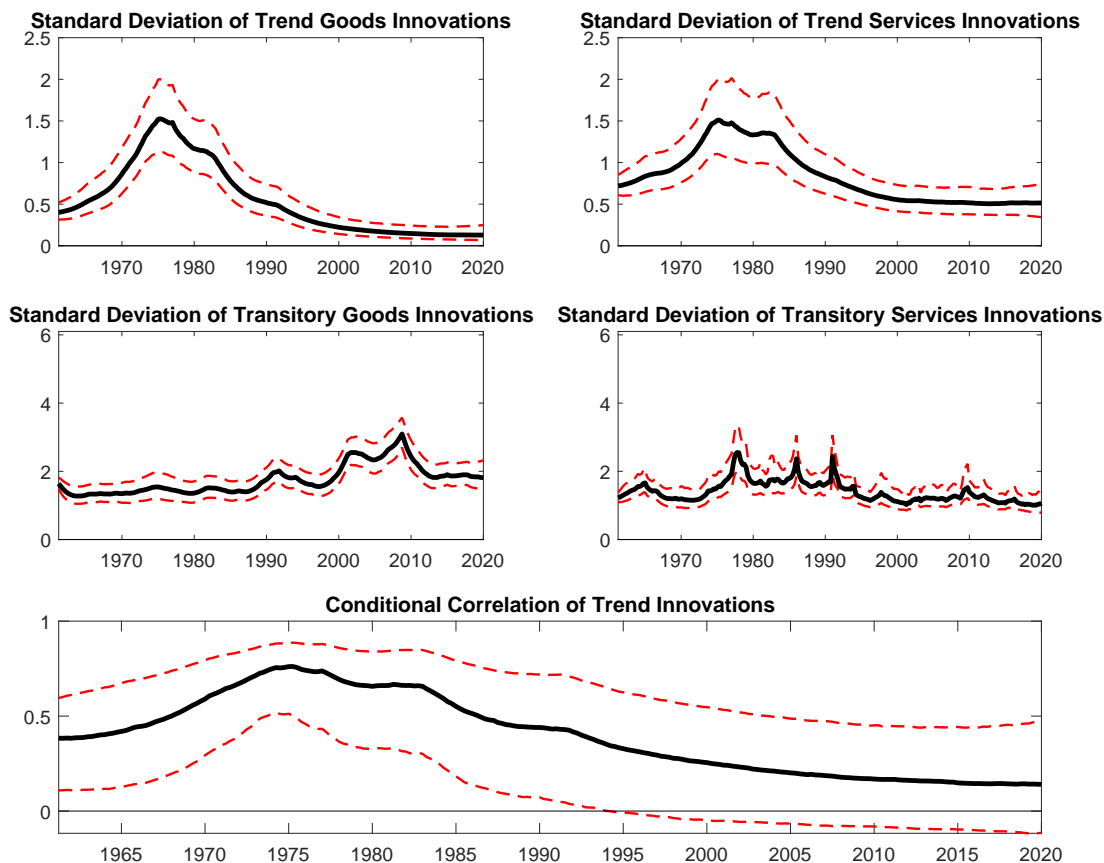 Standard Deviation of Trend Goods Innovations
2.5
2
1.5
1
0.5
0
1970 1980 1990 2000 2010 2020
Standard Deviation of Trend Services Innovations
2.5
2
1.5
1
0.5
0
1970 1980 1990 2000 2010 2020
Standard Deviation of Transitory Goods Innovations
6
4
2
0
1970 1980 1990 2000 2010 2020
Standard Deviation of Transitory Services Innovations
6
4
2
0
1970 1980 1990 2000 2010 2020
Conditional Correlation of Trend Innovations
1
0.5
0
1965 1970 1975 1980 1985 1990 1995 2000 2005 2010 2015 2020